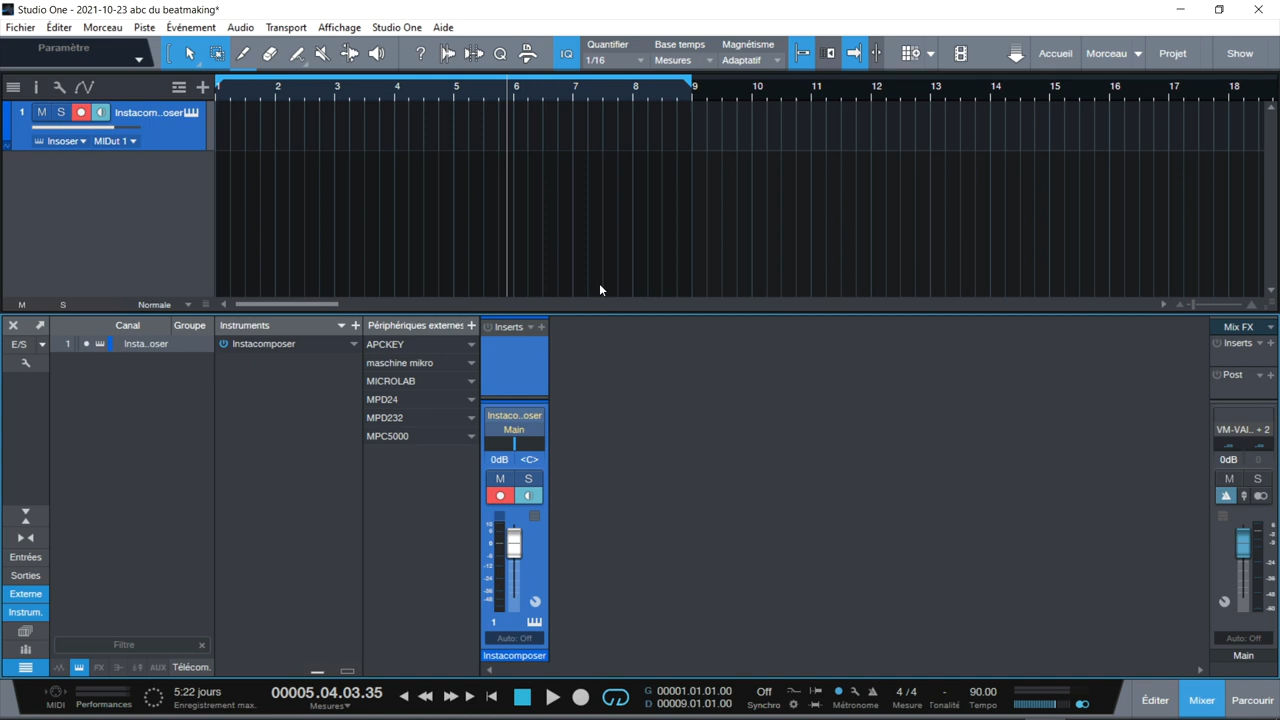 Studio One - 2021-10-23 abc du beatmaking*
Fichier Éditer Morceau Piste Événement Audio Transport Affichage Studio One Aide
Paramètre
? IQ
Quantifier Base temps Magnétisme
1/16 Mesures Adaptatif
Accueil Morceau Projet Show
1 2 3 4 5 6 7 8 9 10 11 12 13 14 15 16 17 18
1 M S Instacom..oser
Insoser MIDut 1
M S Normale
Canal Groupe Instruments Périphériques externes Inserts Mix FX
E/S 1 Insta..oser Instacomposer APCKEY Inserts
maschine mikro
MICROLAB Post
MPD24
MPD232
MPC5000
Instaco..oser
Main VM-VAI.. + 2
0dB <C> 0dB 0
M S M S
Entrées
Sorties
Externe
Instrum.
1
Filtre Auto: Off Auto: Off
FX AUX Télécom. Instacomposer Main
MIDI Performances
5:22 jours
Enregistrement max.
00005.04.03.35
Mesures
G 00001.01.01.00
D 00009.01.01.00
Off
Synchro
Métronome
4 / 4 - 90.00
Mesure Tonalité Tempo
Éditer Mixer Parcourir